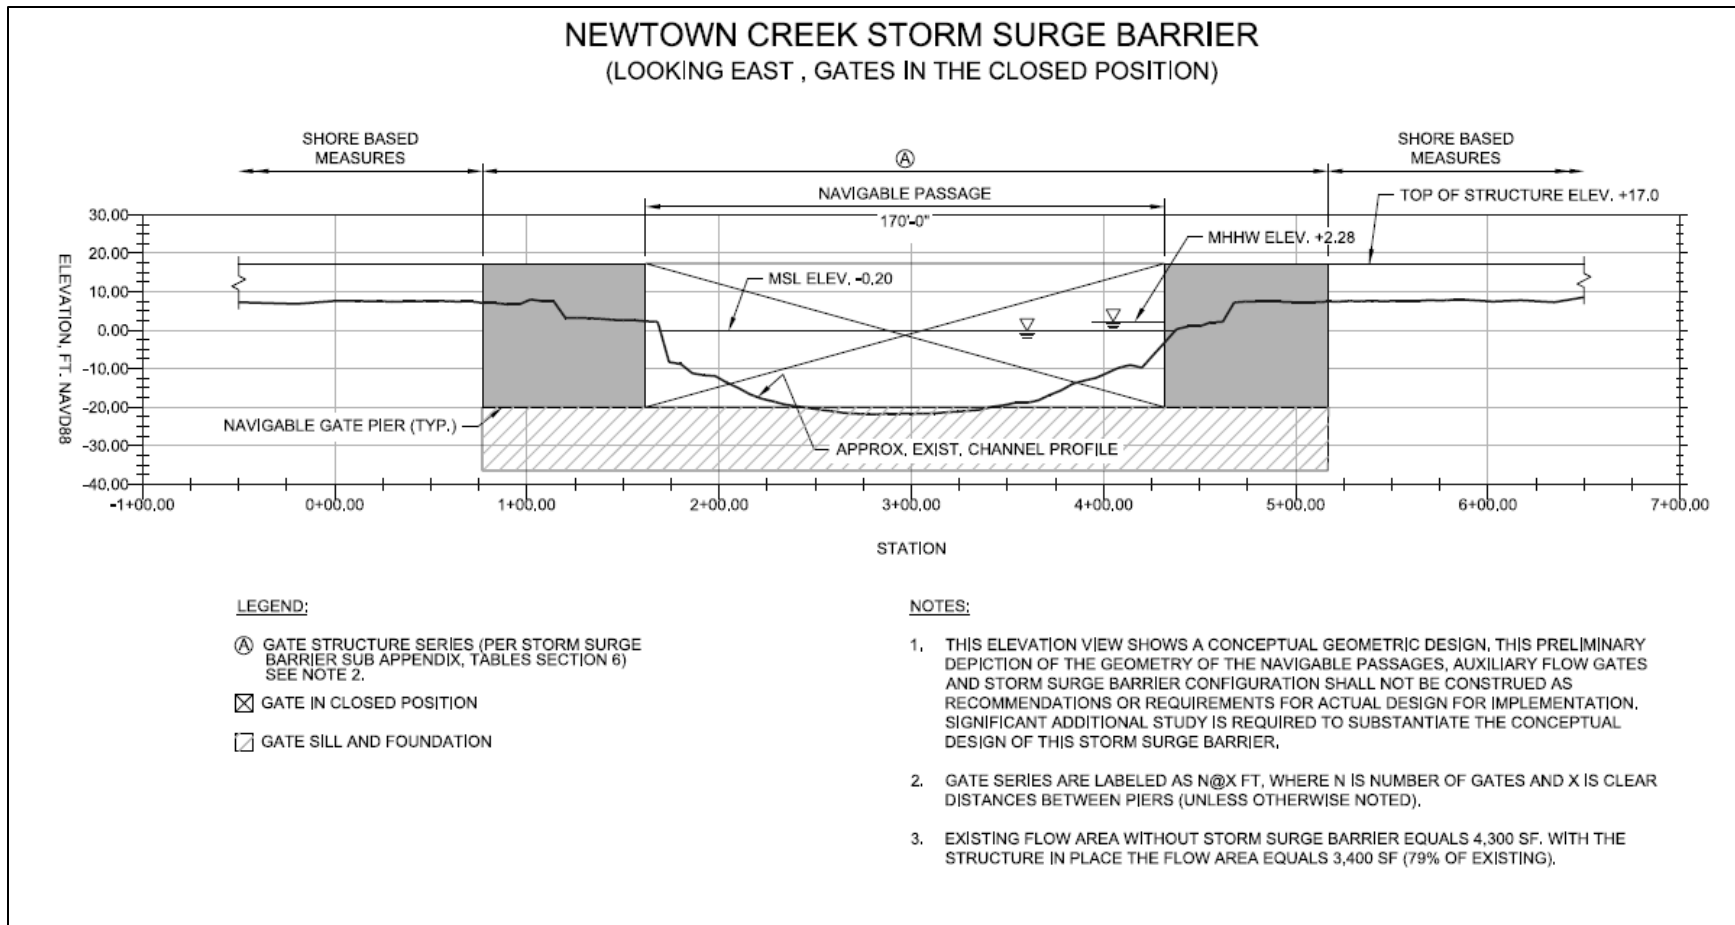 NEWTOWN CREEK STORM SURGE BARRIER
(LOOKING EAST , GATES IN THE CLOSED POSITION)
SHORE BASED
MEASURES
A
SHORE BASED
MEASURES
NAVIGABLE PASSAGE
170'-0"
TOP OF STRUCTURE ELEV. +17.0
MHHW ELEV. +2.28
MSL ELEV. -0.20
ELEVATION, FT. NAVD88
30.00
20.00
10.00
0.00
-10.00
-20.00
-30.00
-40.00
NAVIGABLE GATE PIER (TYP.)
APPROX. EXIST. CHANNEL PROFILE
-1+00.00 0+00.00 1+00.00 2+00.00 3+00.00 4+00.00 5+00.00 6+00.00 7+00.00
STATION
LEGEND:
A GATE STRUCTURE SERIES (PER STORM SURGE
BARRIER SUB APPENDIX, TABLES SECTION 6)
SEE NOTE 2.
GATE IN CLOSED POSITION
GATE SILL AND FOUNDATION
NOTES:
1. THIS ELEVATION VIEW SHOWS A CONCEPTUAL GEOMETRIC DESIGN. THIS PRELIMINARY
DEPICTION OF THE GEOMETRY OF THE NAVIGABLE PASSAGES, AUXILIARY FLOW GATES
AND STORM SURGE BARRIER CONFIGURATION SHALL NOT BE CONSTRUED AS
RECOMMENDATIONS OR REQUIREMENTS FOR ACTUAL DESIGN FOR IMPLEMENTATION.
SIGNIFICANT ADDITIONAL STUDY IS REQUIRED TO SUBSTANTIATE THE CONCEPTUAL
DESIGN OF THIS STORM SURGE BARRIER.
2. GATE SERIES ARE LABELED AS N@X FT, WHERE N IS NUMBER OF GATES AND X IS CLEAR
DISTANCES BETWEEN PIERS (UNLESS OTHERWISE NOTED).
3. EXISTING FLOW AREA WITHOUT STORM SURGE BARRIER EQUALS 4,300 SF. WITH THE
STRUCTURE IN PLACE THE FLOW AREA EQUALS 3,400 SF (79% OF EXISTING).